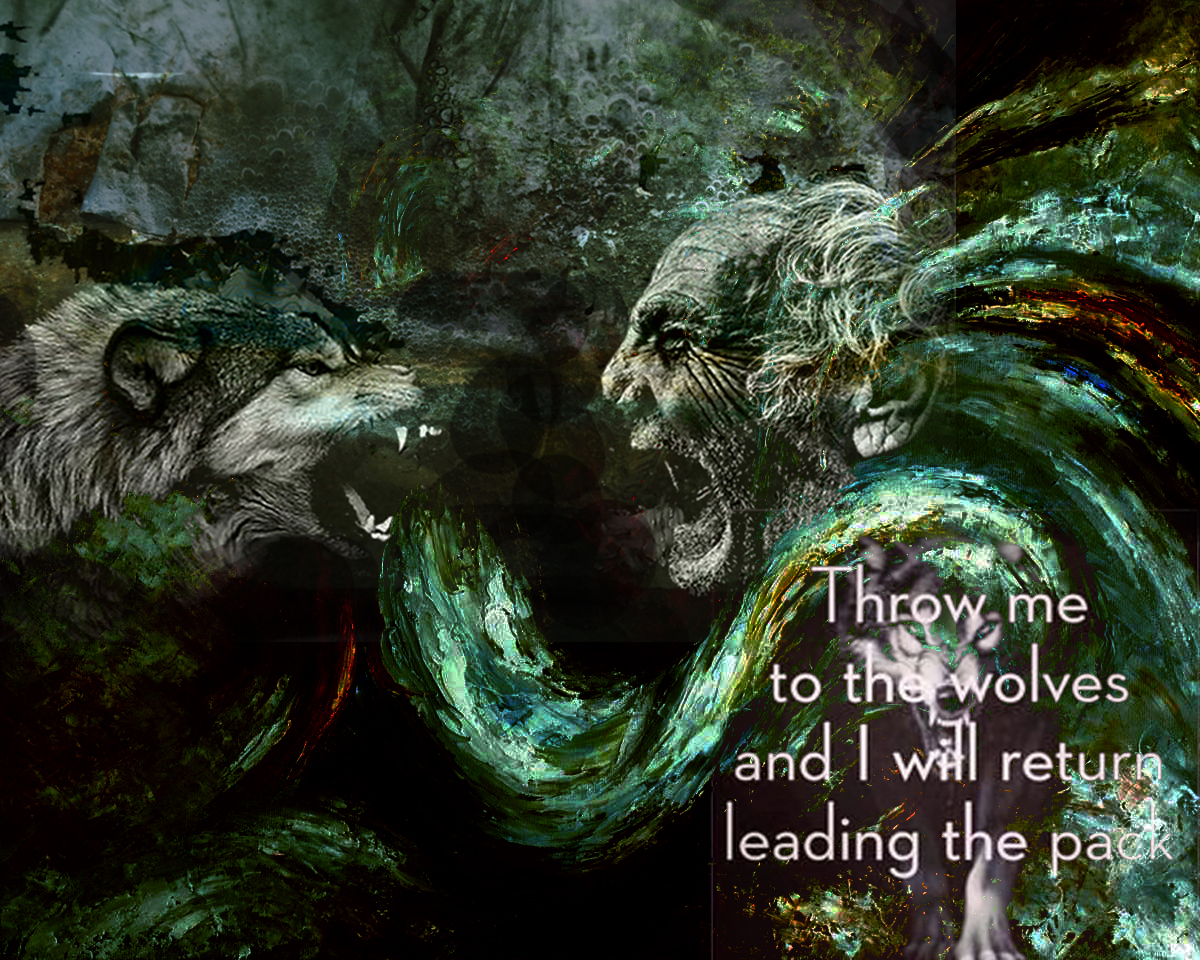 Throw me
to the wolves
and I will return
leading the pack